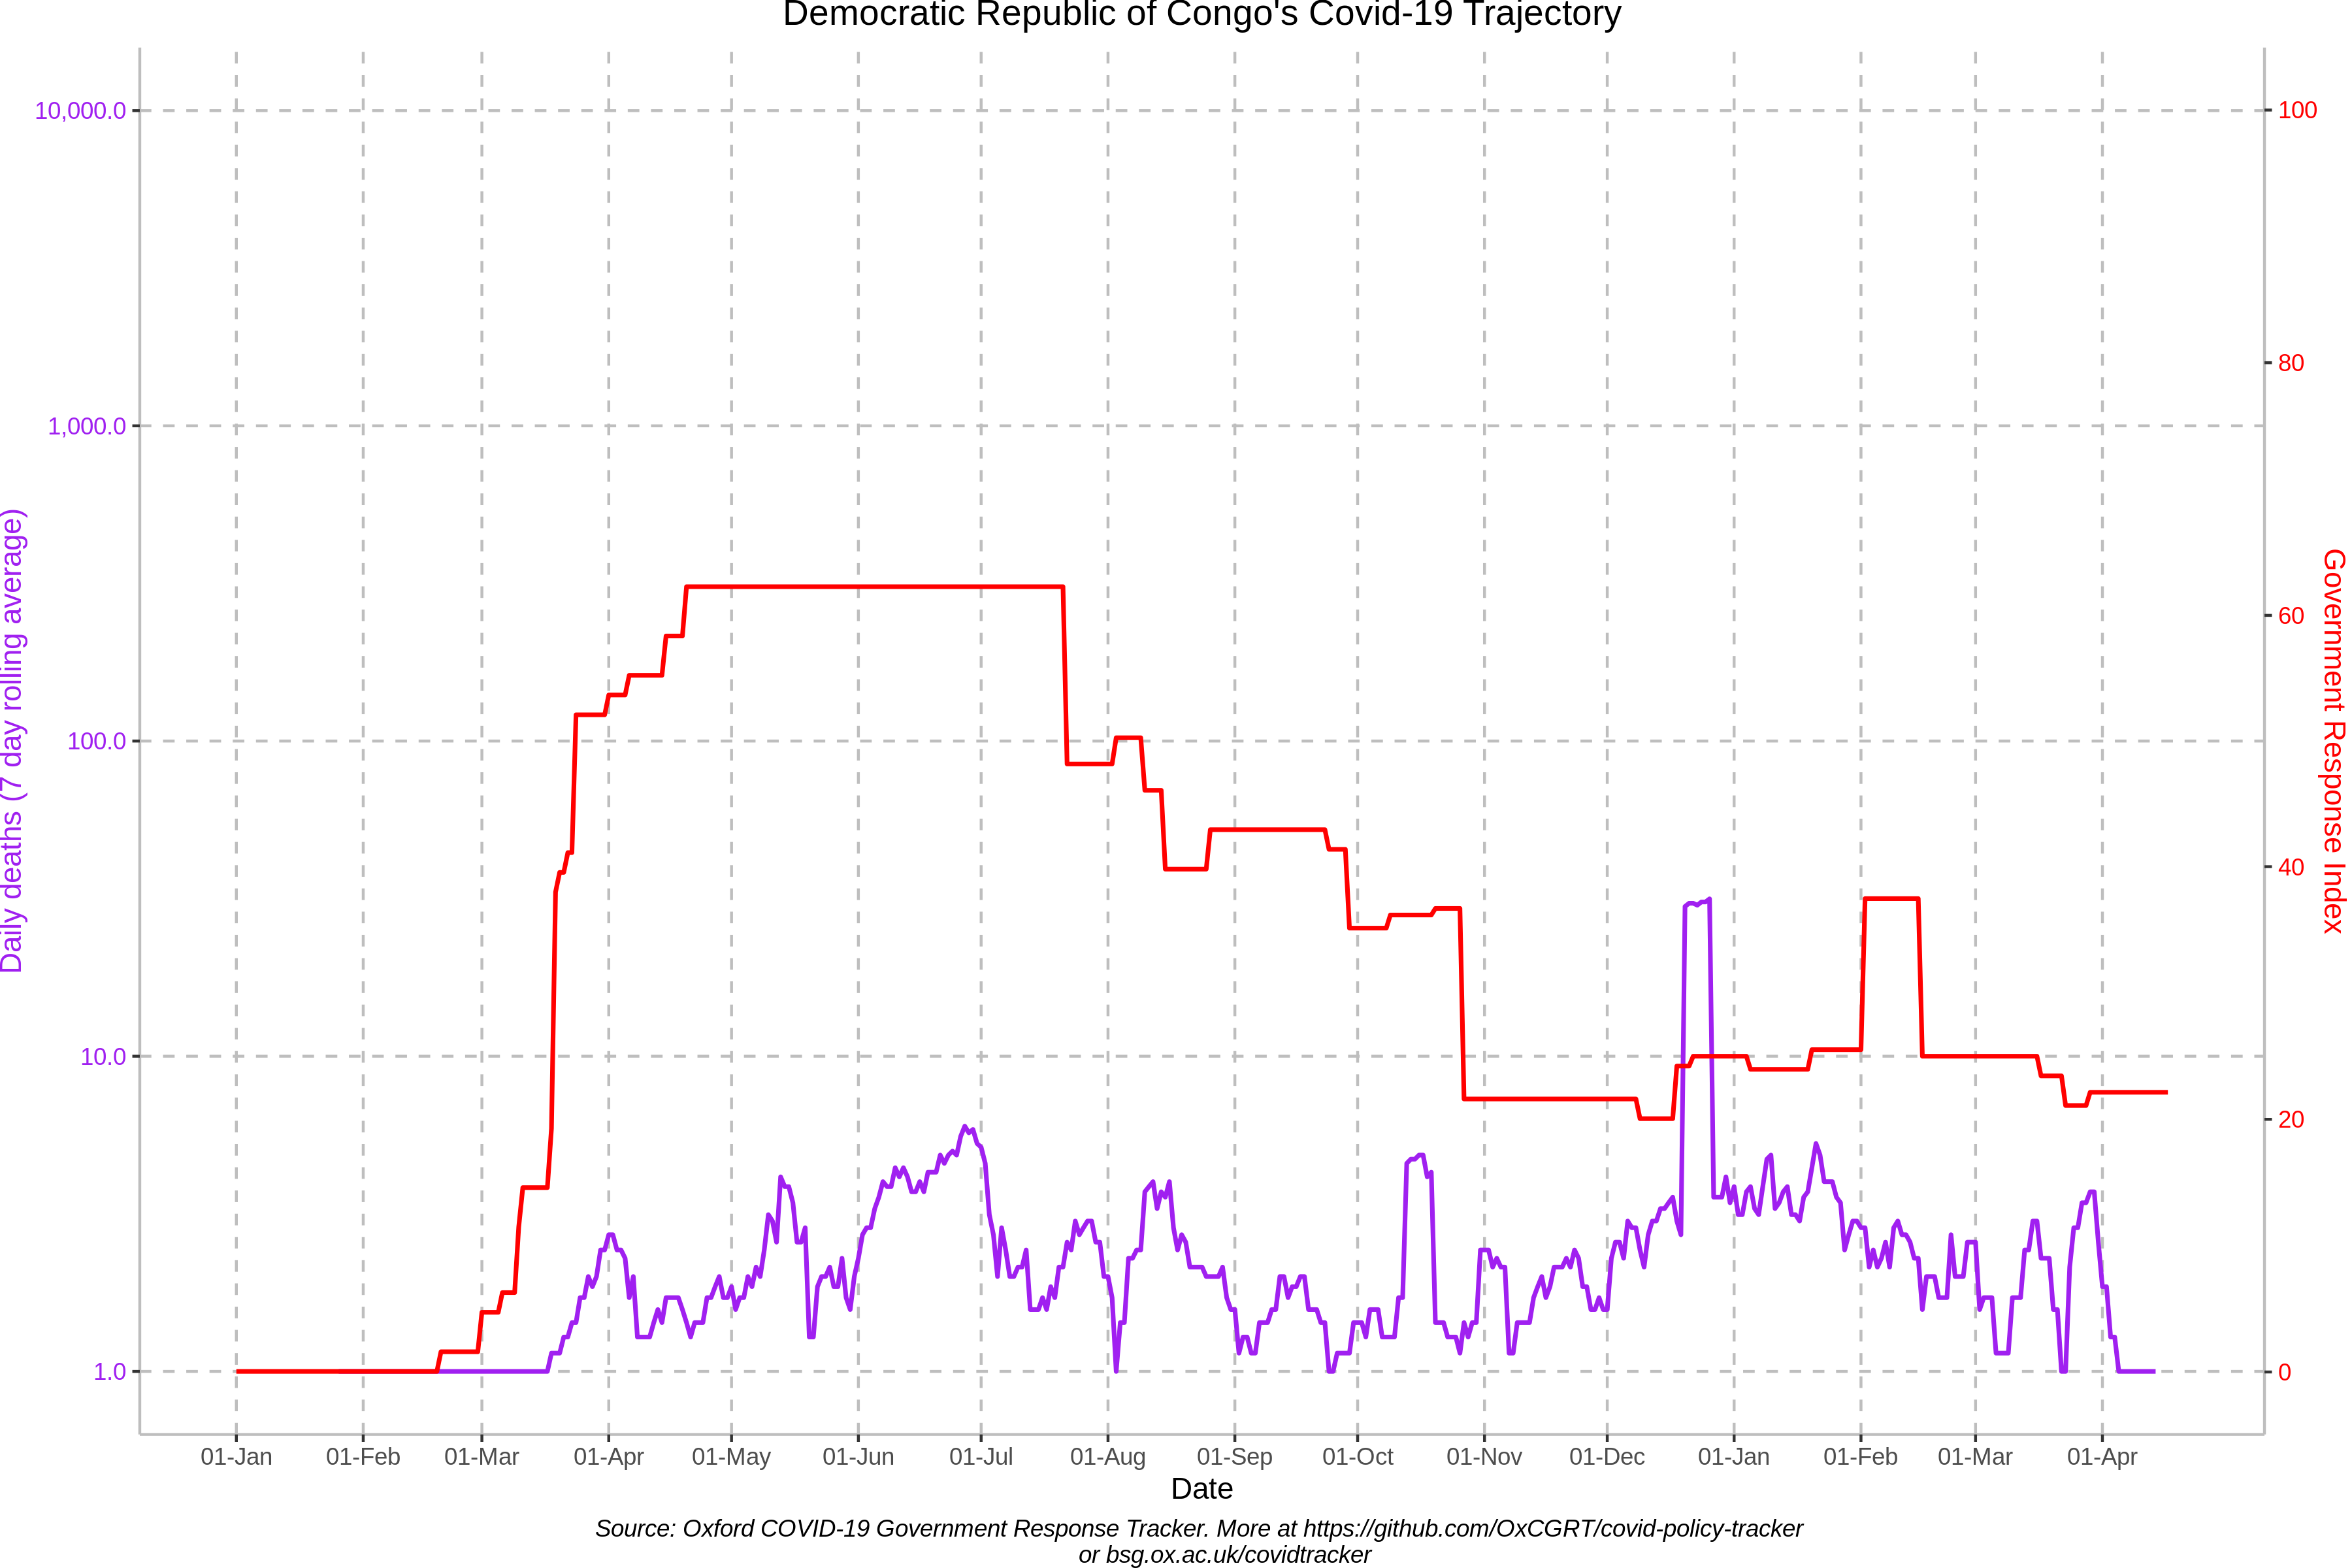 Democratic Republic of Congo's Covid-19 Trajectory
10,000.0
1,000.0
100.0
10.0
1.0
Daily deaths (7 day rolling average)
100
80
60
40
20
0
Government Response Index
01-Jan 01-Feb 01-Mar 01-Apr 01-May 01-Jun 01-Jul 01-Aug 01-Sep 01-Oct 01-Nov 01-Dec 01-Jan 01-Feb 01-Mar 01-Apr
Date
Source: Oxford COVID-19 Government Response Tracker. More at https://github.com/OxCGRT/covid-policy-tracker
or bsg.ox.ac.uk/covidtracker